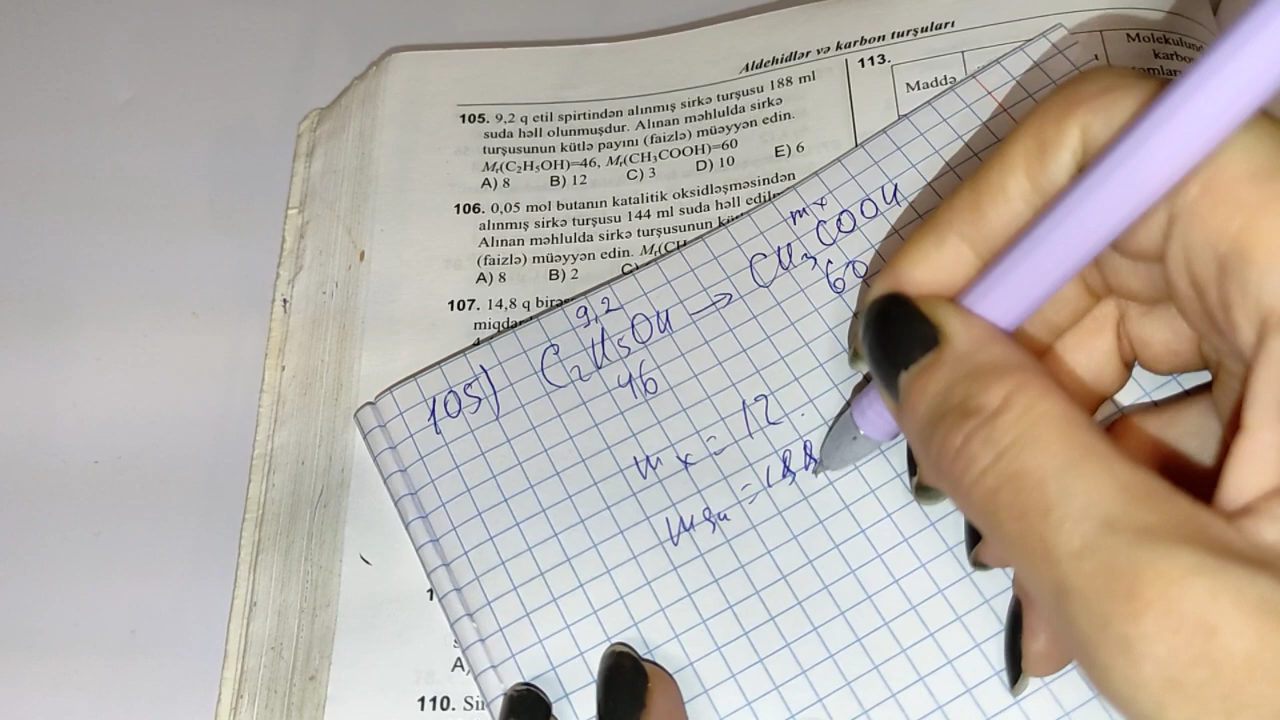 Aldehidlər və karbon turşuları
105. 9,2 q etil spirtindən alınmış sirkə turşusu 188 ml
suda həll olunmuşdur. Alınan məhlulda sirkə
turşusunun kütlə payını (faizlə) müəyyən edin.
Mᵣ(C₂H₅OH)=46, Mᵣ(CH₃COOH)=60
A) 8 B) 12 C) 3 D) 10 E) 6
106. 0,05 mol butanın katalitik oksidləşməsindən
alınmış sirkə turşusu 144 ml suda həll
Alınan məhlulda sirkə turşusunun
(faizlə) müəyyən edin. Mᵣ(CH
A) 8 B) 2 C)
107. 14,8 q
110.
A)
113.
Maddə
105)
9,2 mx
C₂H₅OH → CH₃COOH
46 60
mx = 12
msu = 188